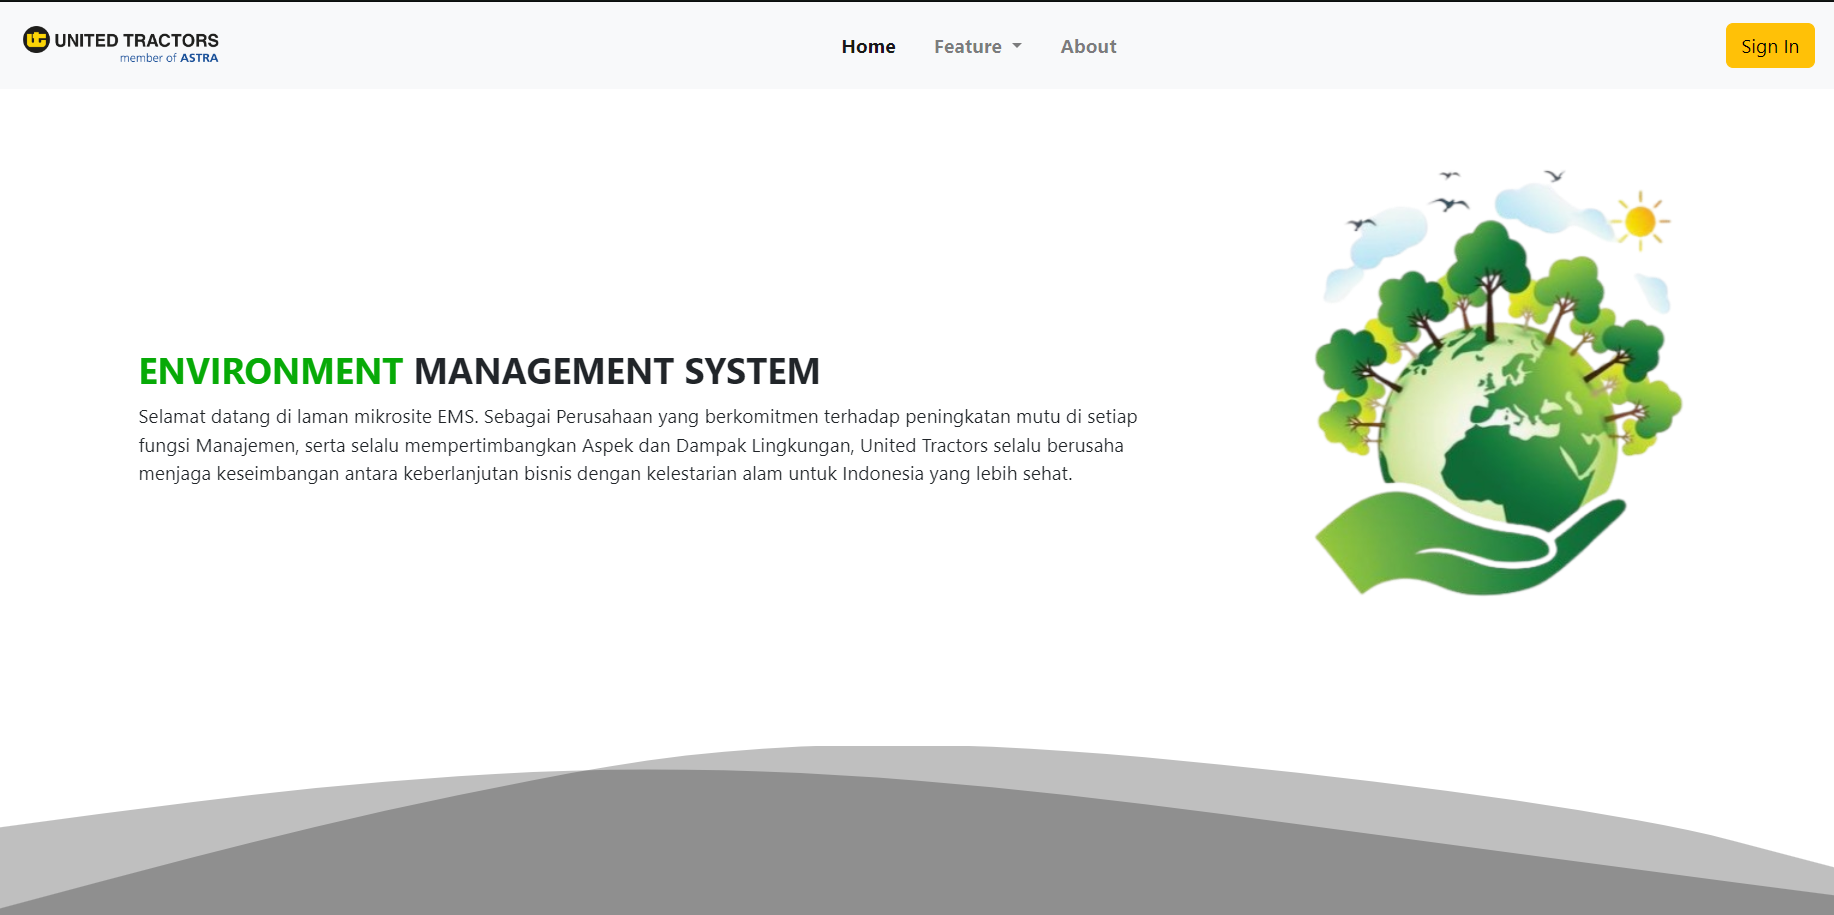 UNITED TRACTORS
member of ASTRA
Home Feature About
Sign In
ENVIRONMENT MANAGEMENT SYSTEM
Selamat datang di laman mikrosite EMS. Sebagai Perusahaan yang berkomitmen terhadap peningkatan mutu di setiap
fungsi Manajemen, serta selalu mempertimbangkan Aspek dan Dampak Lingkungan, United Tractors selalu berusaha
menjaga keseimbangan antara keberlanjutan bisnis dengan kelestarian alam untuk Indonesia yang lebih sehat.